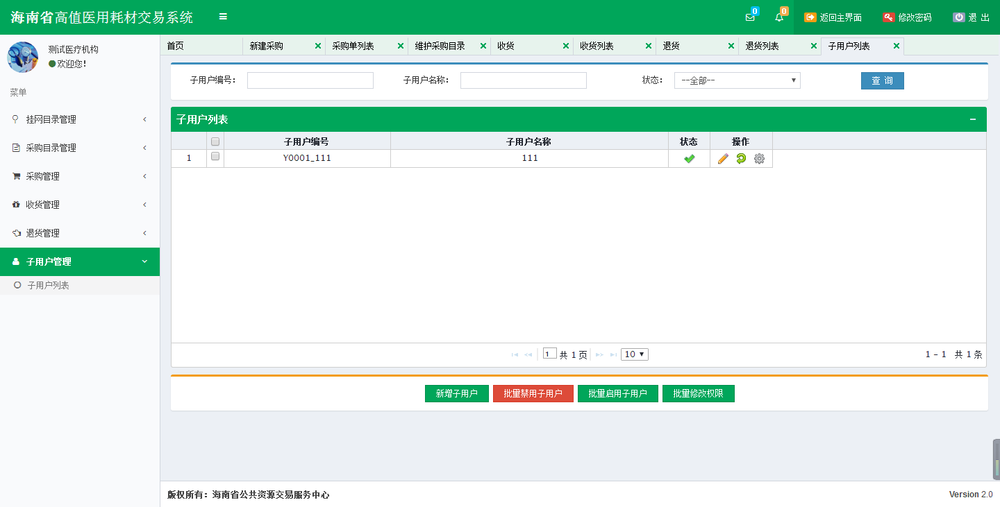 海南省高值医用耗材交易系统
0
0
返回主界面
修改密码
退 出
测试医疗机构
欢迎您!
菜单
挂网目录管理
采购目录管理
采购管理
收货管理
退货管理
子用户管理
子用户列表
首页
新建采购
采购单列表
维护采购目录
收货
收货列表
退货
退货列表
子用户列表
子用户编号：
子用户名称：
状态：
--全部--
查 询
子用户列表
子用户编号 子用户名称 状态 操作
1 Y0001_111 111
1 共 1 页 10
1 - 1 共 1 条
新增子用户
批量禁用子用户
批量启用子用户
批量修改权限
版权所有：海南省公共资源交易服务中心
Version 2.0